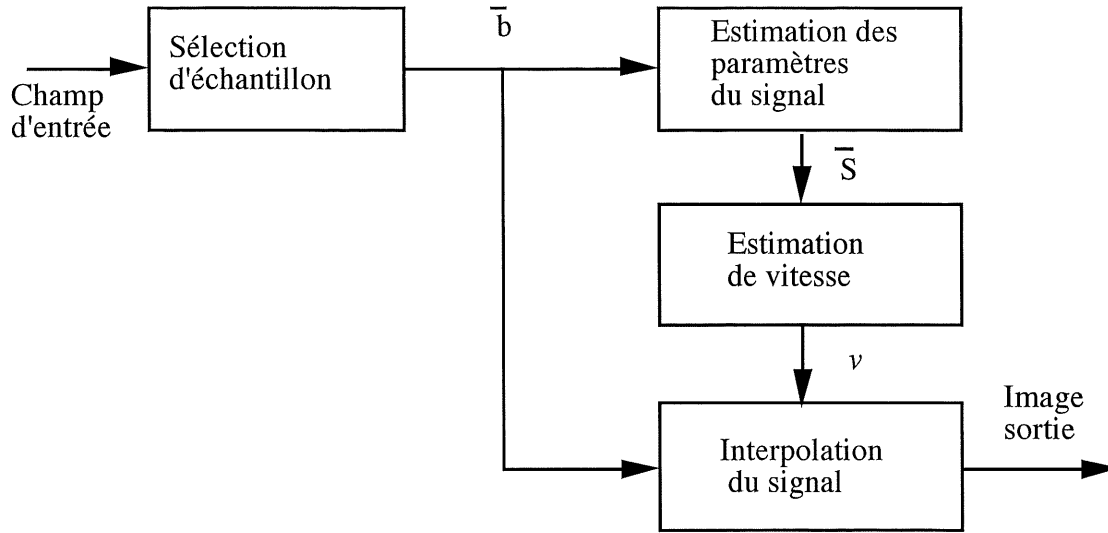 Sélection
d'échantillon
b̅
Estimation des
paramètres
du signal
Champ
d'entrée
S̅
Estimation
de vitesse
v
Image
sortie
Interpolation
du signal